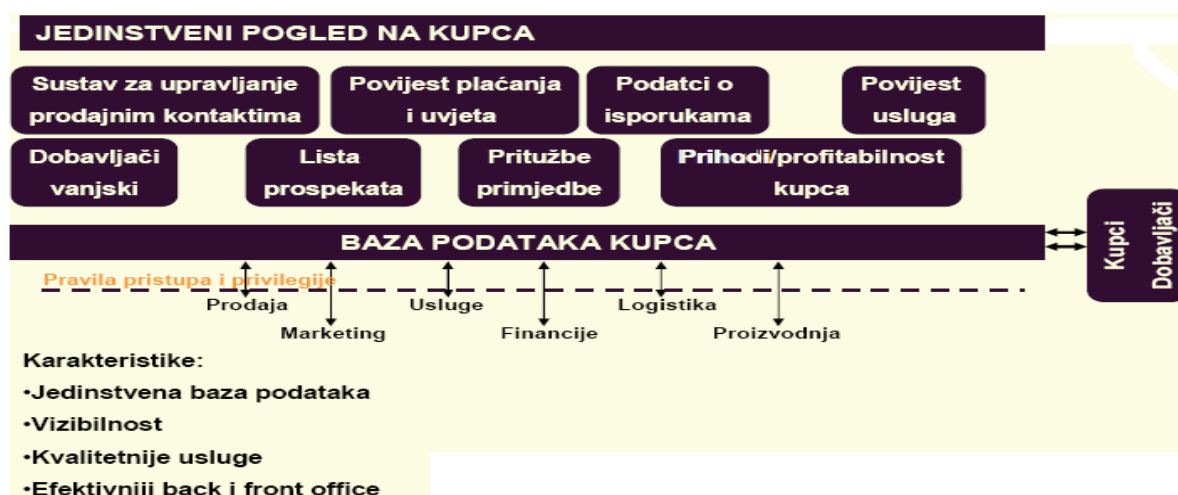 JEDINSTVENI POGLED NA KUPCA
Sustav za upravljanje
prodajnim kontaktima
Povijest plaćanja
i uvjeta
Podatci o
isporukama
Povijest
usluga
Dobavljači
vanjski
Lista
prospekata
Pritužbe
primjedbe
Prihodi/profitabilnost
kupca
BAZA PODATAKA KUPCA
Kupci
Dobavljači
Pravila pristupa i privilegije
Prodaja
Usluge
Logistika
Marketing
Financije
Proizvodnja
Karakteristike:
•Jedinstvena baza podataka
•Vizibilnost
•Kvalitetnije usluge
•Efektivniji back i front office